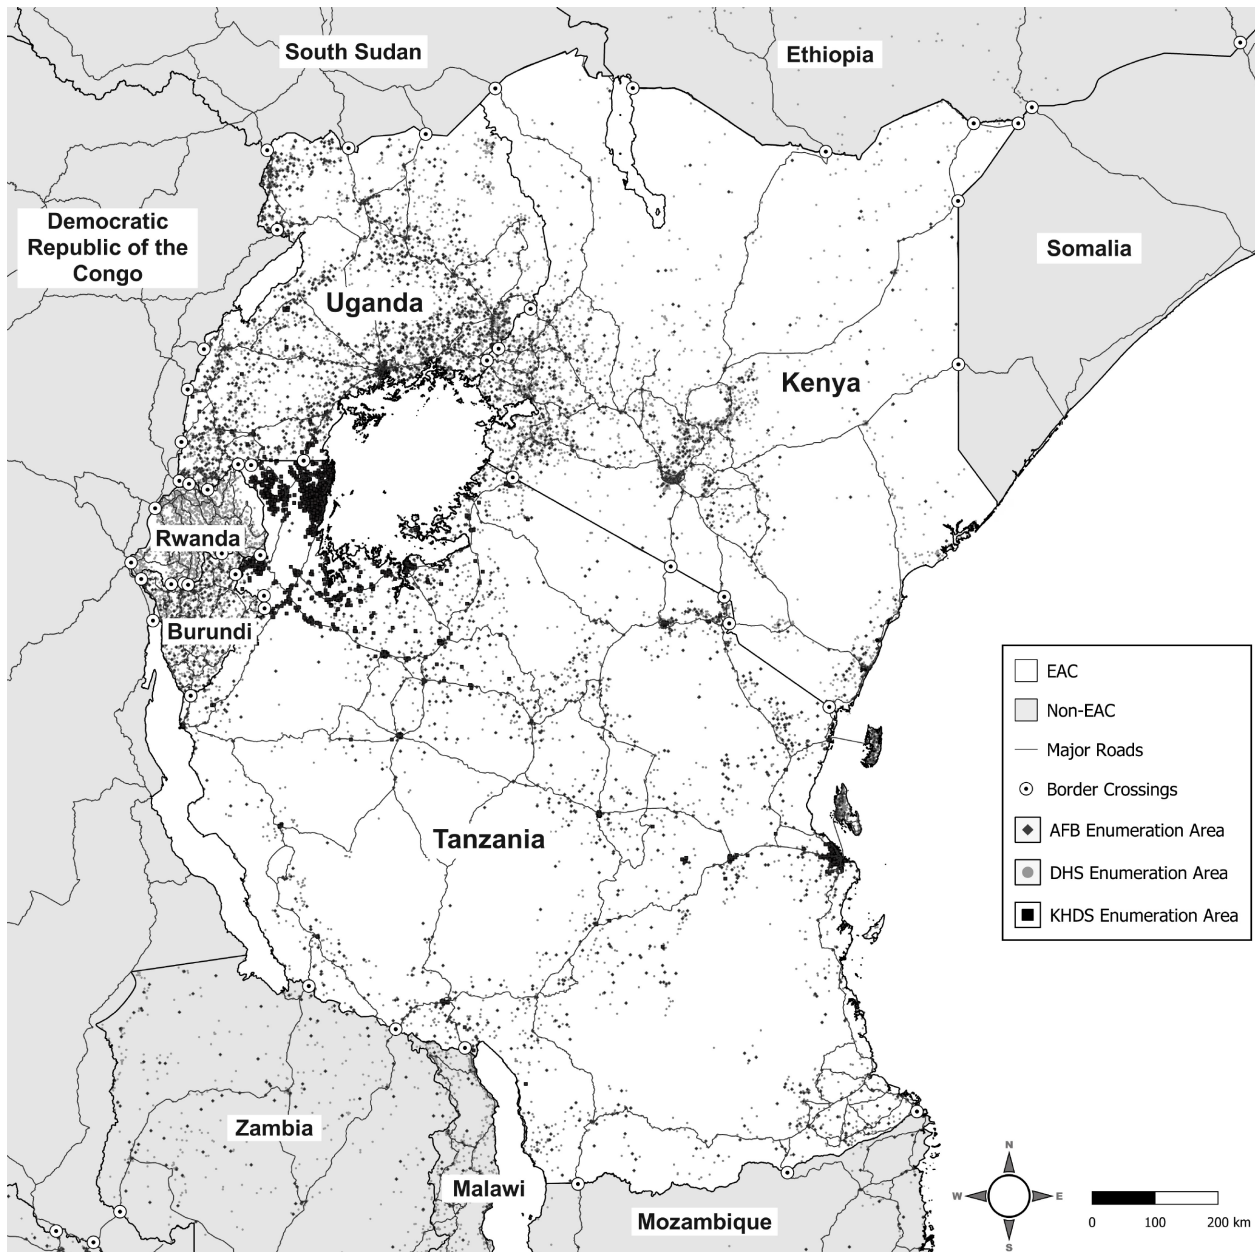 South Sudan
Ethiopia
Democratic
Republic of the
Congo
Somalia
Uganda
Kenya
Rwanda
Burundi
EAC
Non-EAC
Major Roads
Border Crossings
AFB Enumeration Area
DHS Enumeration Area
KHDS Enumeration Area
Tanzania
Zambia
Malawi
Mozambique
N
W
E
S
0
100
200 km